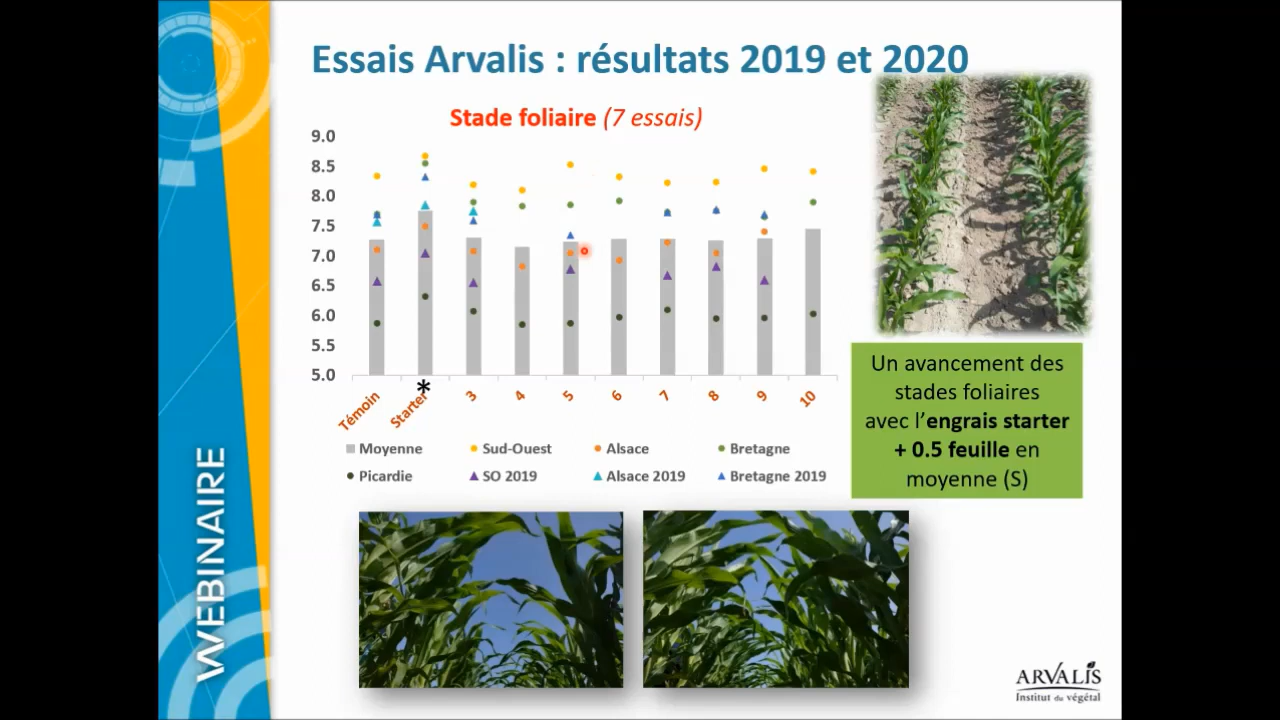 Essais Arvalis : résultats 2019 et 2020
Stade foliaire (7 essais)
9.0
8.5
8.0
7.5
7.0
6.5
6.0
5.5
5.0
*
Témoin
Starter
3
4
5
6
7
8
9
10
Moyenne
Sud-Ouest
Alsace
Bretagne
Picardie
SO 2019
Alsace 2019
Bretagne 2019
Un avancement des
stades foliaires
avec l’engrais starter
+ 0.5 feuille en
moyenne (S)
WEBINAIRE
ARVALIS
Institut du végétal